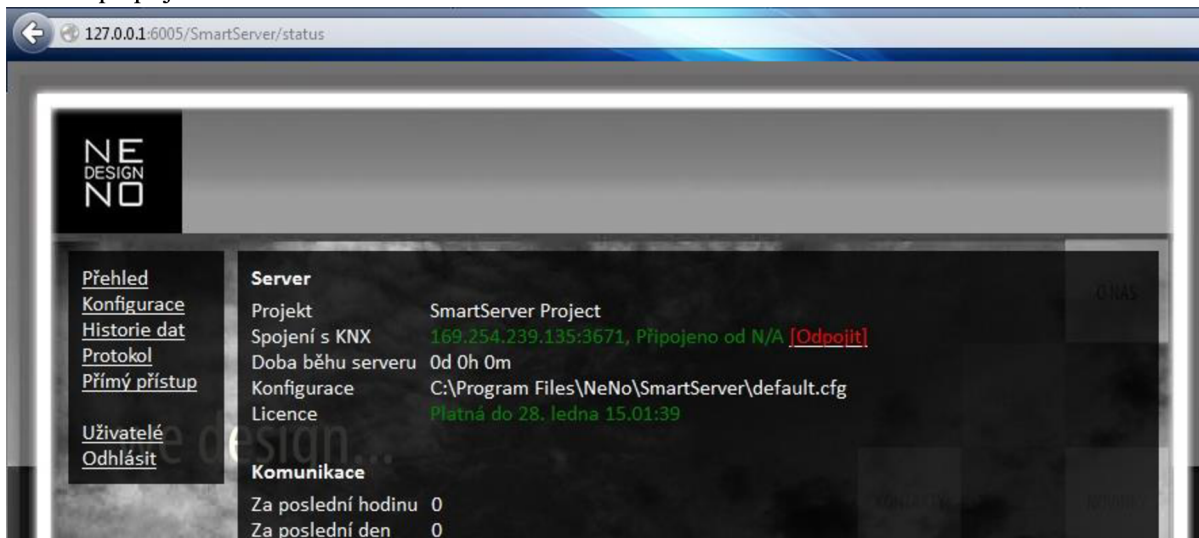 127.0.0.1:6005/SmartServer/status
NE
DESIGN
NO
Přehled
Konfigurace
Historie dat
Protokol
Přímý přístup
Uživatelé
Odhlásit
Server
Projekt SmartServer Project
Spojení s KNX 169.254.239.135:3671, Připojeno od N/A [Odpojit]
Doba běhu serveru 0d 0h 0m
Konfigurace C:\Program Files\NeNo\SmartServer\default.cfg
Licence Platná do 28. ledna 15.01:39
Komunikace
Za poslední hodinu 0
Za poslední den 0
we design...
O NÁS